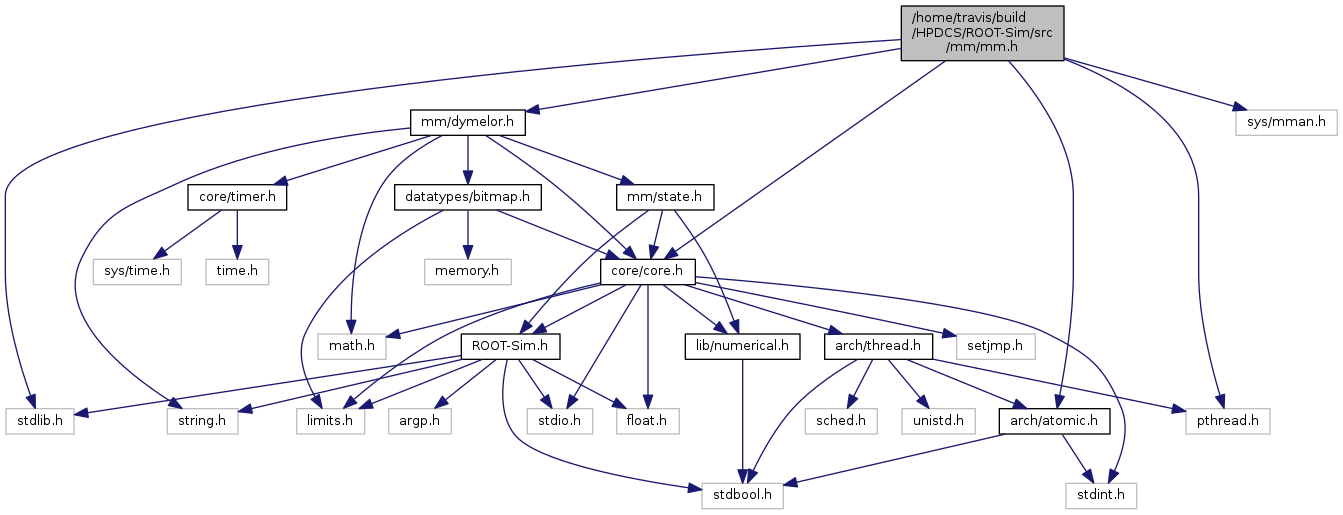 /home/travis/build
/HPDCS/ROOT-Sim/src
/mm/mm.h
mm/dymelor.h
sys/mman.h
core/timer.h
datatypes/bitmap.h
mm/state.h
sys/time.h
time.h
memory.h
core/core.h
math.h
ROOT-Sim.h
lib/numerical.h
arch/thread.h
setjmp.h
stdlib.h
string.h
limits.h
argp.h
stdio.h
float.h
sched.h
unistd.h
arch/atomic.h
pthread.h
stdbool.h
stdint.h